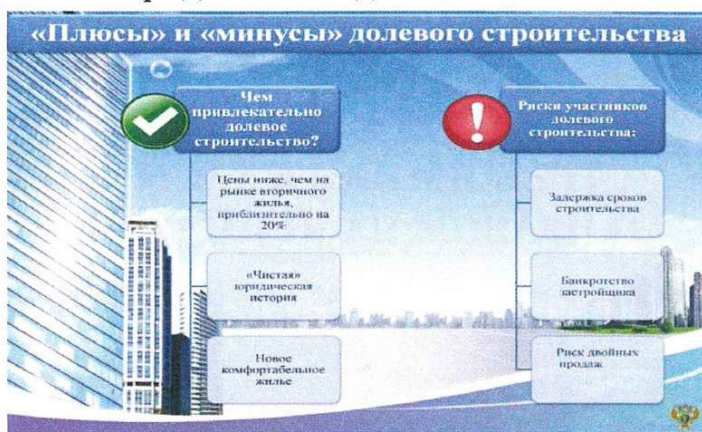 «Плюсы» и «минусы» долевого строительства
Чем
привлекательно
долевое
строительство?
Цены ниже, чем на
рынке вторичного
жилья,
приблизительно на
20%
«Чистая»
юридическая
история
Новое
комфортабельное
жилье
Риски участников
долевого
строительства:
Задержка сроков
строительства
Банкротство
застройщика
Риск двойных
продаж